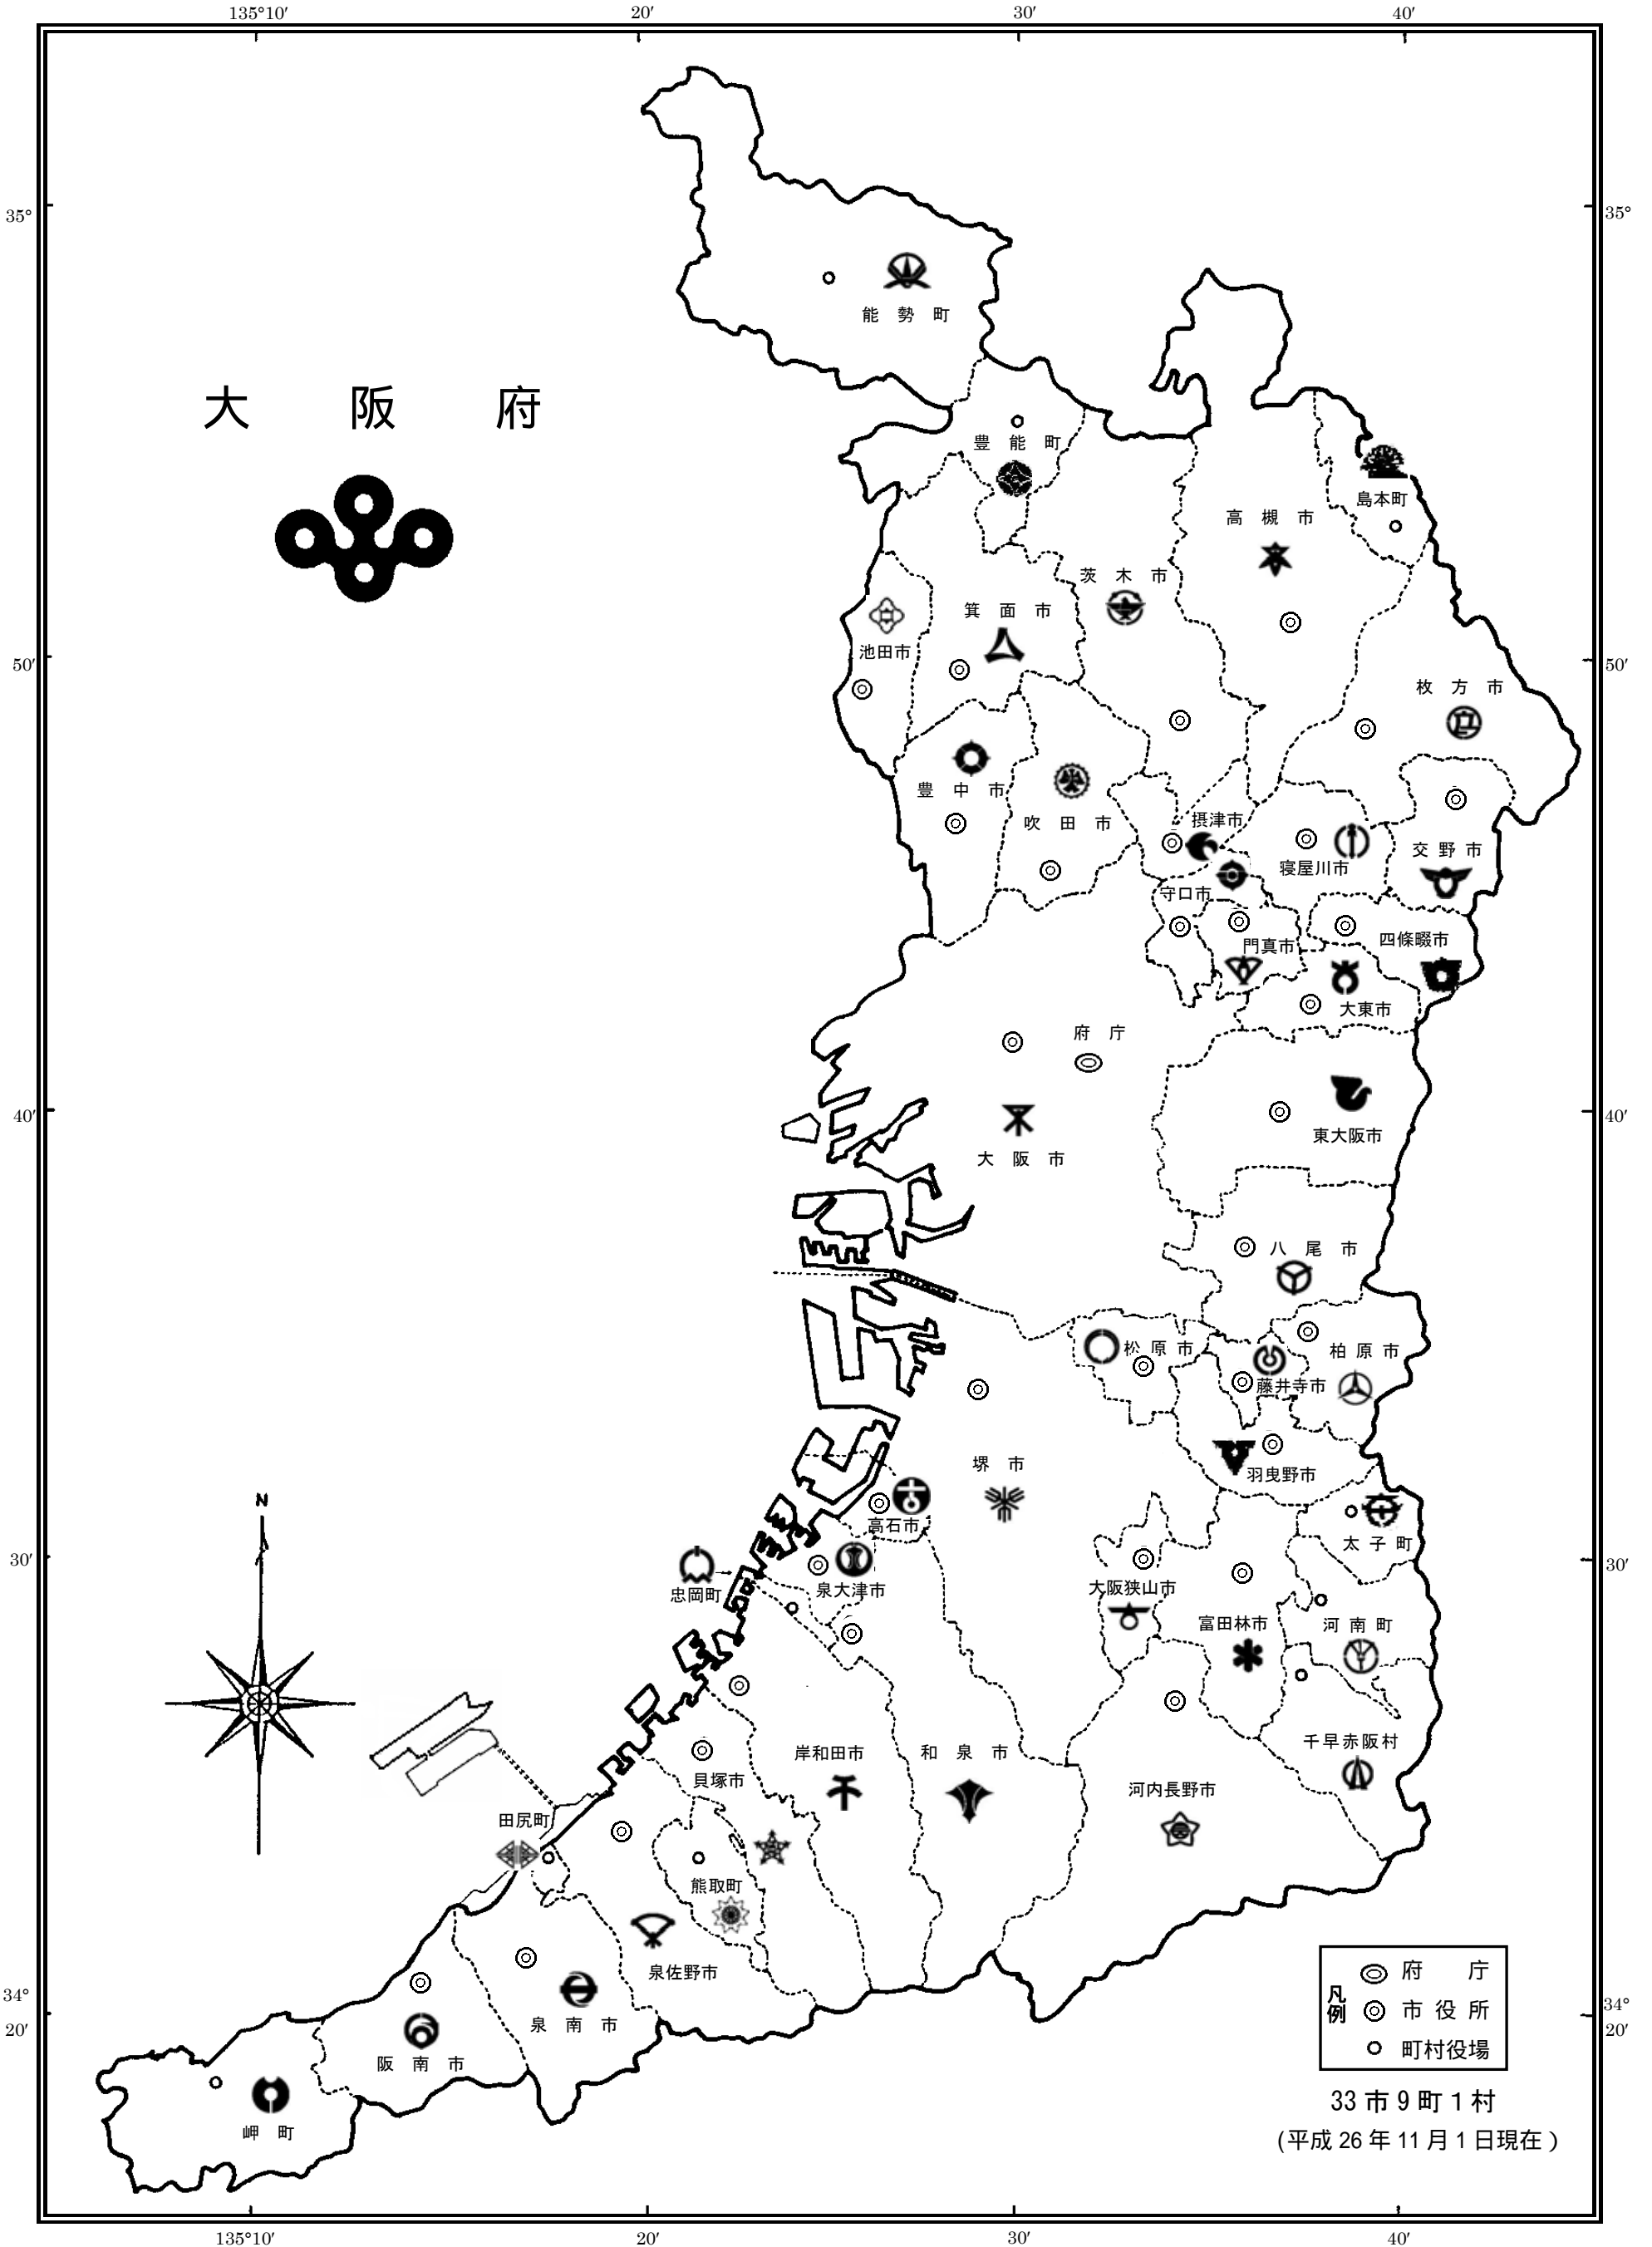 135°10′ 20′ 30′ 40′
35° 35°
能勢町
大阪府
豊能町
島本町
高槻市
茨木市
箕面市
池田市
50′ 50′
枚方市
豊中市
摂津市
吹田市
交野市
寝屋川市
守口市
四條畷市
門真市
大東市
府庁
40′ 40′
東大阪市
大阪市
八尾市
松原市
柏原市
藤井寺市
堺市
羽曳野市
N
高石市
太子町
30′ 30′
大阪狭山市
泉大津市
忠岡町
富田林市
河南町
千早赤阪村
岸和田市
和泉市
貝塚市
河内長野市
田尻町
熊取町
泉佐野市
凡例
府庁
市役所
町村役場
34° 34°
20′ 20′
泉南市
阪南市
33市9町1村
岬町
(平成26年11月1日現在)
135°10′ 20′ 30′ 40′